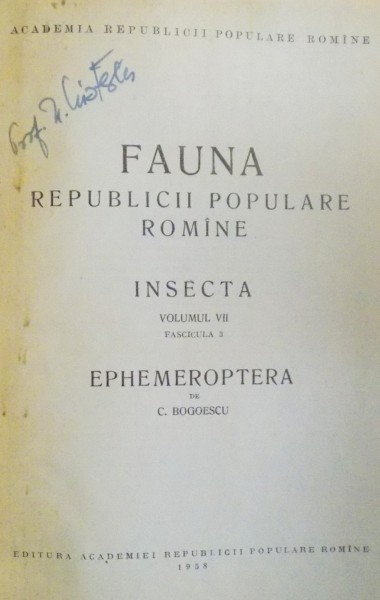 ACADEMIA REPUBLICII POPULARE ROMÎNE
Prof. N.
FAUNA
REPUBLICII POPULARE
ROMÎNE
INSECTA
VOLUMUL VII
FASCICULA 3
EPHEMEROPTERA
DE
C. BOGOESCU
EDITURA ACADEMIEI REPUBLICII POPULARE ROMÎNE
1958